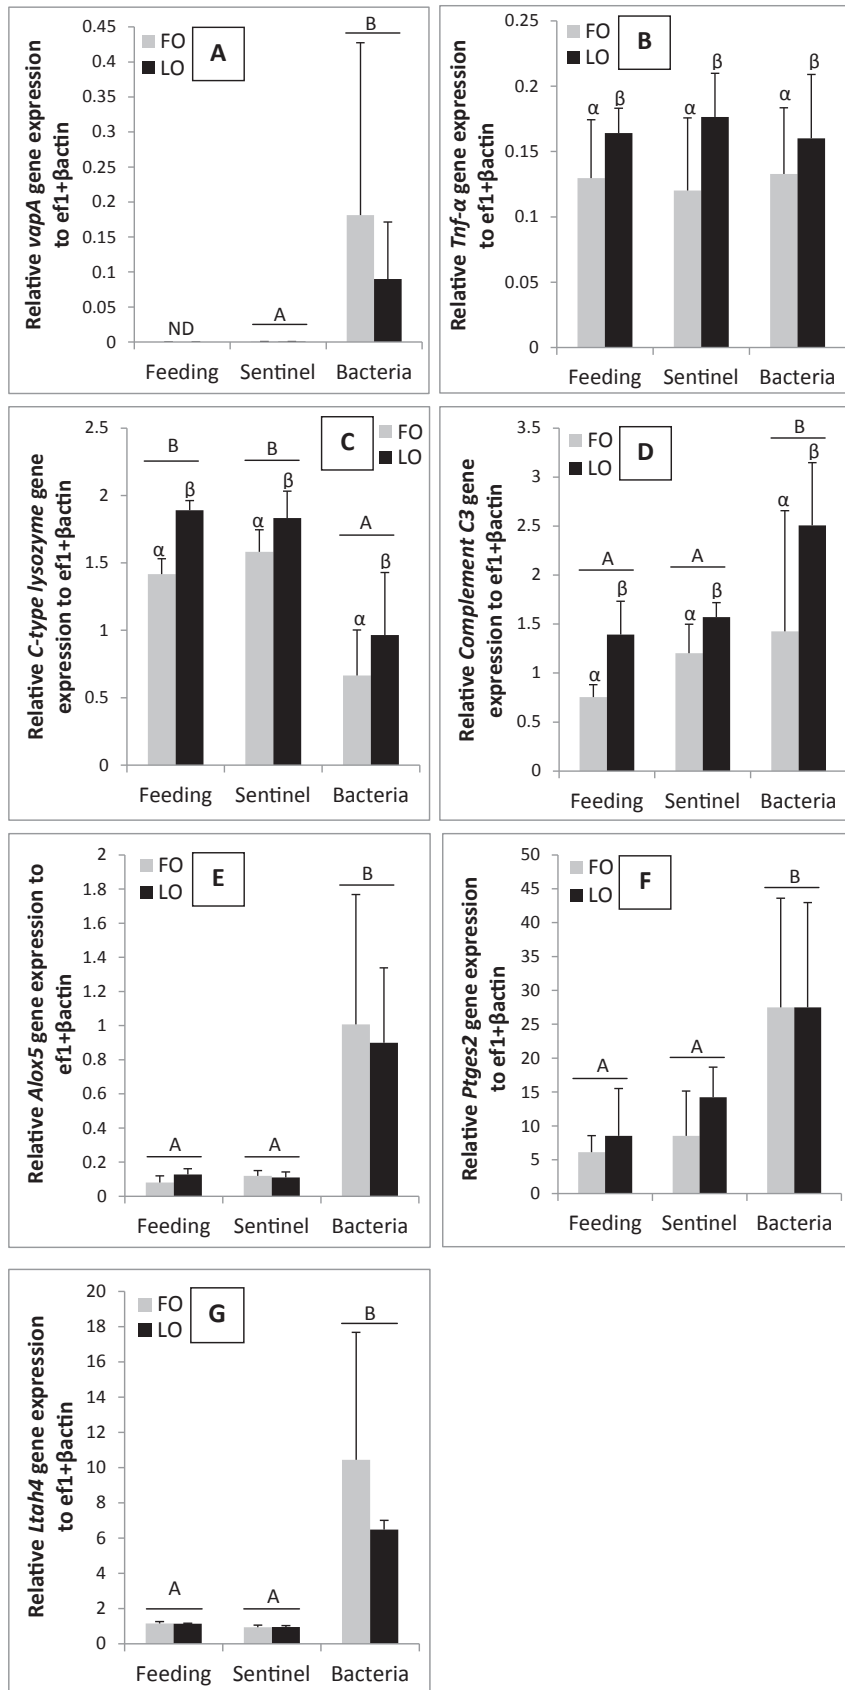 Relative vapA gene expression
to ef1+βactin
0.45
0.4
0.35
0.3
0.25
0.2
0.15
0.1
0.05
0
FO
LO
A
B
ND
A
Feeding Sentinel Bacteria
Relative Tnf-α gene expression
to ef1+βactin
0.25
0.2
0.15
0.1
0.05
0
FO
LO
B
α β α β α β
Feeding Sentinel Bacteria
Relative C-type lysozyme gene
expression to ef1+βactin
2.5
2
1.5
1
0.5
0
C
FO
LO
B B A
α β α β α β
Feeding Sentinel Bacteria
Relative Complement C3 gene
expression to ef1+βactin
3.5
3
2.5
2
1.5
1
0.5
0
FO
LO
D
A A B
α β α β α β
Feeding Sentinel Bacteria
Relative Alox5 gene expression to
ef1+βactin
2
1.8
1.6
1.4
1.2
1
0.8
0.6
0.4
0.2
0
FO
LO
E
A A B
Feeding Sentinel Bacteria
Relative Ptges2 gene expression
to ef1+βactin
50
45
40
35
30
25
20
15
10
5
0
FO
LO
F
A A B
Feeding Sentinel Bacteria
Relative Ltah4 gene expression
to ef1+βactin
20
18
16
14
12
10
8
6
4
2
0
FO
LO
G
A A B
Feeding Sentinel Bacteria